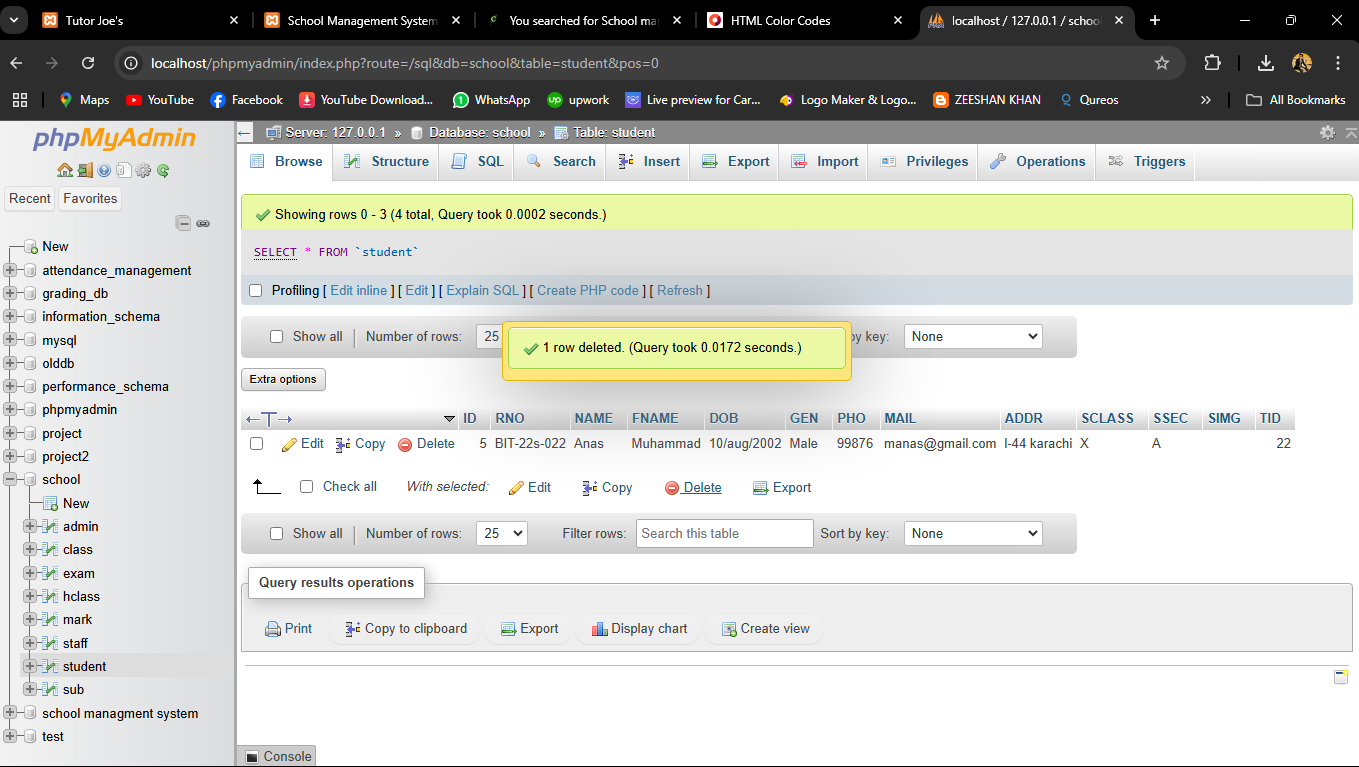 Tutor Joe's
School Management System
You searched for School mar
HTML Color Codes
localhost / 127.0.0.1 / school
localhost/phpmyadmin/index.php?route=/sql&db=school&table=student&pos=0
Maps
YouTube
Facebook
YouTube Download...
WhatsApp
up
upwork
Live preview for Car...
Logo Maker & Logo...
ZEESHAN KHAN
Qureos
All Bookmarks
phpMyAdmin
Recent
Favorites
New
attendance_management
grading_db
information_schema
mysql
olddb
performance_schema
phpmyadmin
project
project2
school
New
admin
class
exam
hclass
mark
staff
student
sub
school managment system
test
Server: 127.0.0.1 » Database: school » Table: student
Browse
Structure
SQL
Search
Insert
Export
Import
Privileges
Operations
Triggers
Showing rows 0 - 3 (4 total, Query took 0.0002 seconds.)
SELECT * FROM `student`
Profiling [ Edit inline ] [ Edit ] [ Explain SQL ] [ Create PHP code ] [ Refresh ]
Show all
Number of rows:
25
by key:
None
1 row deleted. (Query took 0.0172 seconds.)
Extra options
ID RNO NAME FNAME DOB GEN PHO MAIL ADDR SCLASS SSEC SIMG TID
Edit Copy Delete 5 BIT-22s-022 Anas Muhammad 10/aug/2002 Male 99876 manas@gmail.com I-44 karachi X A 22
Check all
With selected:
Edit
Copy
Delete
Export
Show all
Number of rows:
25
Filter rows:
Search this table
Sort by key:
None
Query results operations
Print
Copy to clipboard
Export
Display chart
Create view
Console